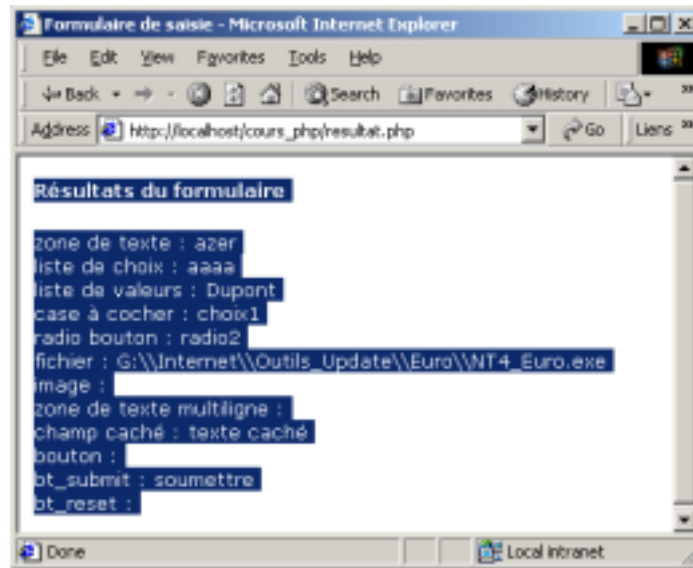 Formulaire de saisie - Microsoft Internet Explorer
File Edit View Favorites Tools Help
Back Search Favorites History
Address http://localhost/cours_php/resultat.php Go Liens
Résultats du formulaire
zone de texte : azer
liste de choix : aaaa
liste de valeurs : Dupont
case à cocher : choix1
radio bouton : radio2
fichier : G:\\Internet\\Outils_Update\\Euro\\NT4_Euro.exe
image :
zone de texte multiligne :
champ caché : texte caché
bouton :
bt_submit : soumettre
bt_reset :
Done Local intranet